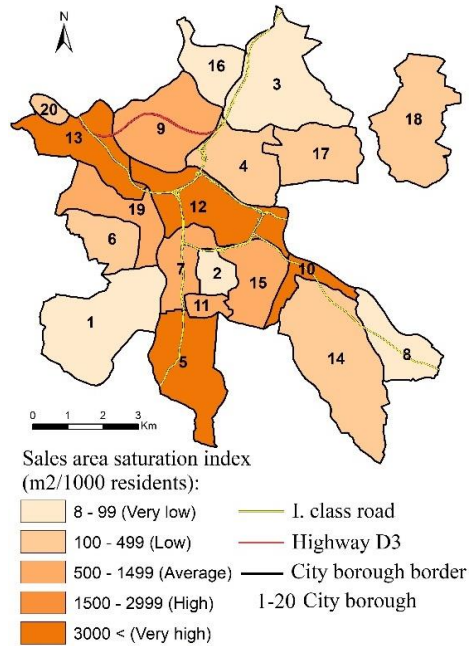 N
16
3
20
13
9
18
17
4
12
19
6
7
2
15
10
11
1
5
14
8
0 1 2 3
Km
Sales area saturation index
(m2/1000 residents):
8 - 99 (Very low)
100 - 499 (Low)
500 - 1499 (Average)
1500 - 2999 (High)
3000 < (Very high)
I. class road
Highway D3
City borough border
1-20 City borough